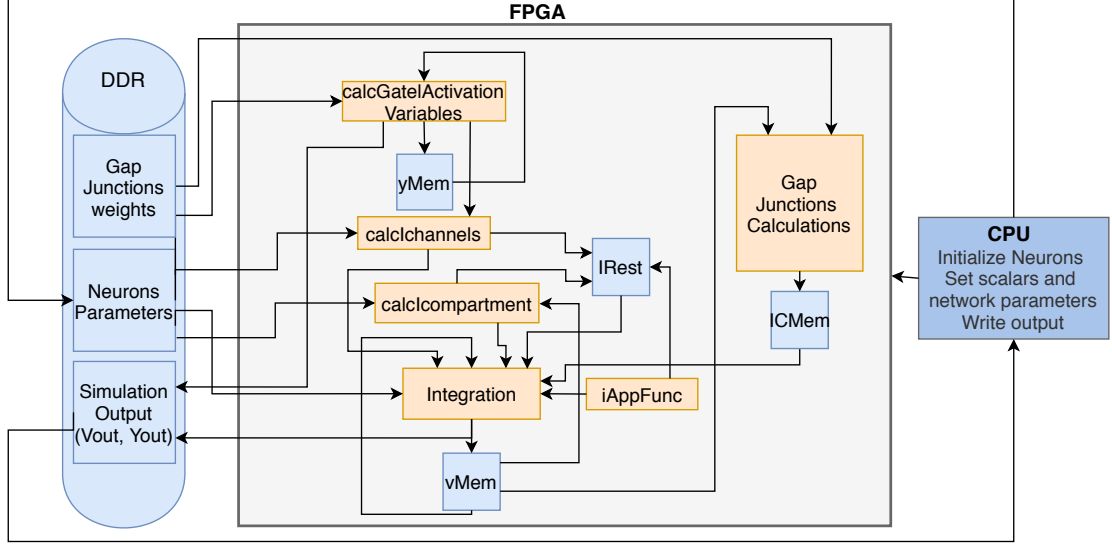 FPGA
DDR
Gap
Junctions
weights
Neurons
Parameters
Simulation
Output
(Vout, Yout)
calcGateIActivation
Variables
yMem
calcIchannels
IRest
calcIcompartment
Integration
iAppFunc
vMem
Gap
Junctions
Calculations
ICMem
CPU
Initialize Neurons
Set scalars and
network parameters
Write output